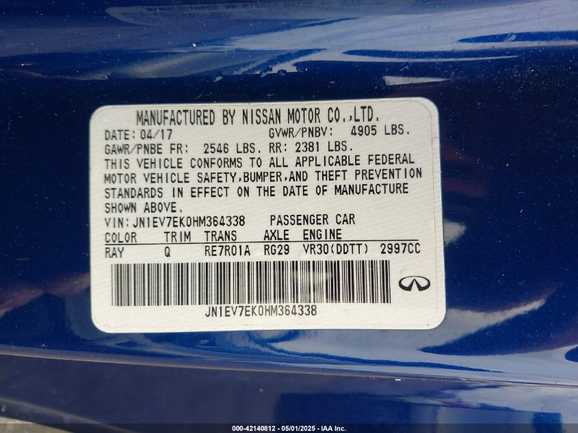 MANUFACTURED BY NISSAN MOTOR CO.,LTD.
DATE: 04/17 GVWR/PNBV: 4905 LBS.
GAWR/PNBE FR: 2546 LBS. RR: 2381 LBS.
THIS VEHICLE CONFORMS TO ALL APPLICABLE FEDERAL
MOTOR VEHICLE SAFETY,BUMPER,AND THEFT PREVENTION
STANDARDS IN EFFECT ON THE DATE OF MANUFACTURE
SHOWN ABOVE.
VIN: JN1EV7EK0HM364338 PASSENGER CAR
COLOR TRIM TRANS AXLE ENGINE
RAY Q RE7R01A RG29 VR30(DDTT) 2997CC
JN1EV7EK0HM364338
000-42140812 - 05/01/2025 - IAA Inc.